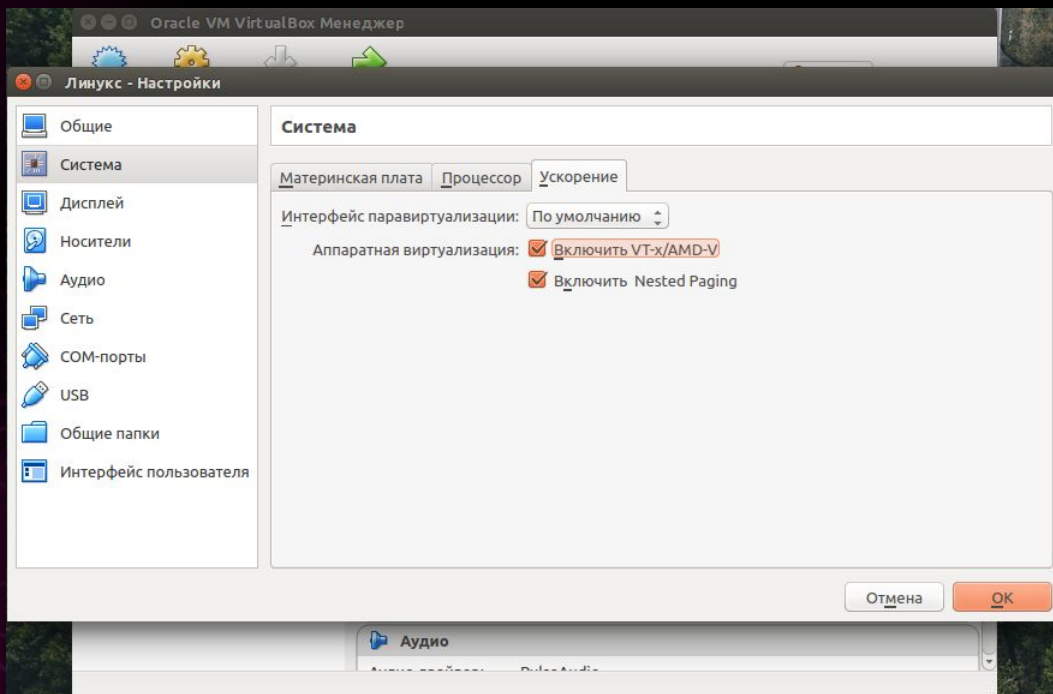 Oracle VM VirtualBox Менеджер
Линукс - Настройки
Общие
Система
Дисплей
Носители
Аудио
Сеть
COM-порты
USB
Общие папки
Интерфейс пользователя
Система
Материнская плата
Процессор
Ускорение
Интерфейс паравиртуализации: По умолчанию
Аппаратная виртуализация: Включить VT-x/AMD-V
Включить Nested Paging
Отмена
OK
Аудио